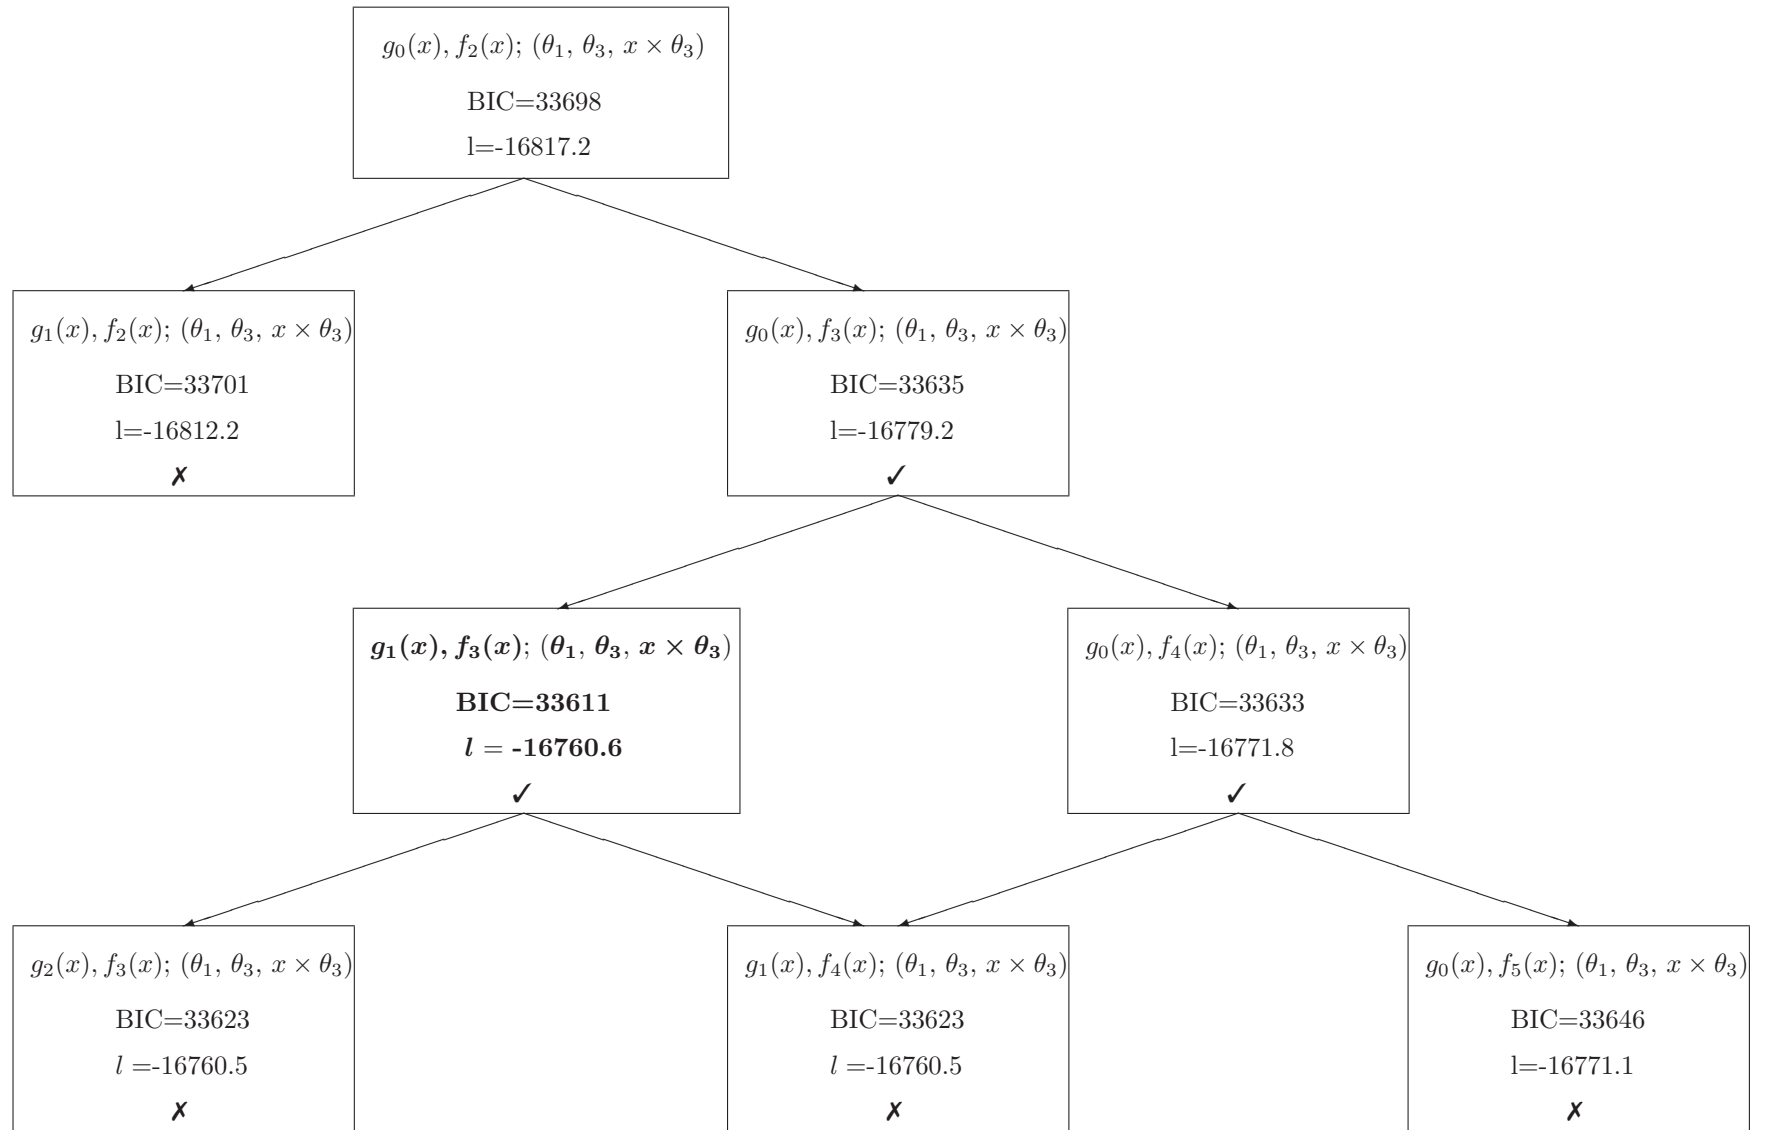 g₀(x), f₂(x); (θ₁, θ₃, x × θ₃)
BIC=33698
l=-16817.2
g₁(x), f₂(x); (θ₁, θ₃, x × θ₃)
BIC=33701
l=-16812.2
✗
g₀(x), f₃(x); (θ₁, θ₃, x × θ₃)
BIC=33635
l=-16779.2
✓
g₁(x), f₃(x); (θ₁, θ₃, x × θ₃)
BIC=33611
l = -16760.6
✓
g₀(x), f₄(x); (θ₁, θ₃, x × θ₃)
BIC=33633
l=-16771.8
✓
g₂(x), f₃(x); (θ₁, θ₃, x × θ₃)
BIC=33623
l =-16760.5
✗
g₁(x), f₄(x); (θ₁, θ₃, x × θ₃)
BIC=33623
l =-16760.5
✗
g₀(x), f₅(x); (θ₁, θ₃, x × θ₃)
BIC=33646
l=-16771.1
✗